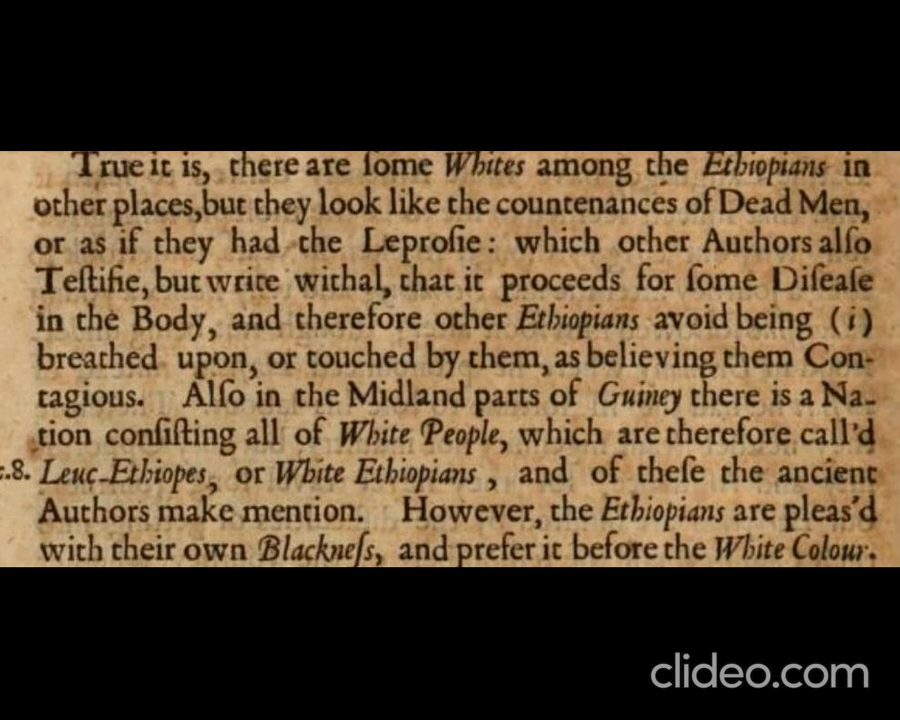 True it is, there are ſome Whites among the Ethiopians in
other places, but they look like the countenances of Dead Men,
or as if they had the Leproſie: which other Authors alſo
Teſtifie, but write withal, that it proceeds for ſome Diſeaſe
in the Body, and therefore other Ethiopians avoid being (i)
breathed upon, or touched by them, as believing them Con-
tagious. Alſo in the Midland parts of Guiney there is a Na-
tion conſiſting all of White People, which are therefore call'd
.8. Leuc-Ethiopes, or White Ethiopians, and of theſe the ancient
Authors make mention. However, the Ethiopians are pleas'd
with their own Blackneſs, and prefer it before the White Colour.
clideo.com